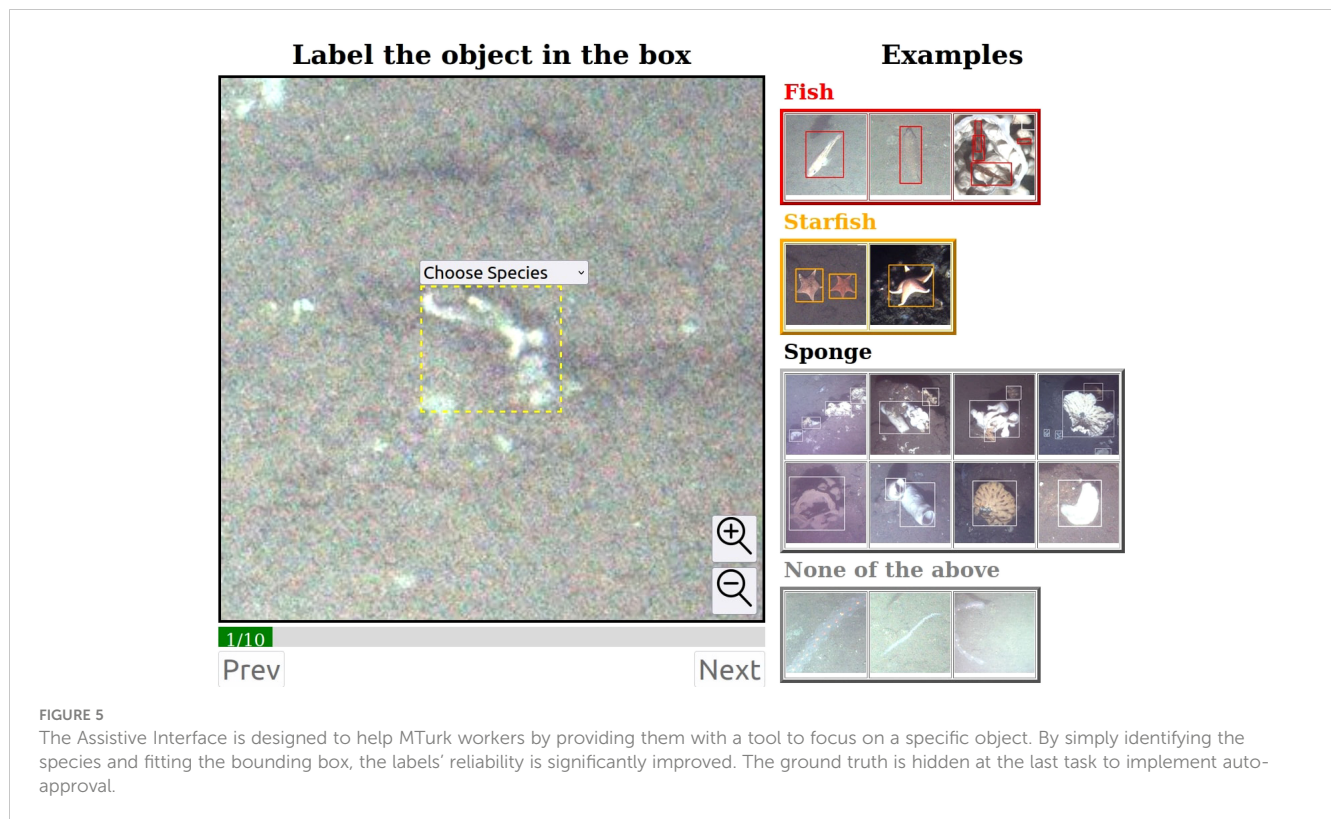 Label the object in the box
Examples
Fish
Choose Species
Starfish
Sponge
None of the above
1/10
Prev
Next
FIGURE 5
The Assistive Interface is designed to help MTurk workers by providing them with a tool to focus on a specific object. By simply identifying the
species and fitting the bounding box, the labels’ reliability is significantly improved. The ground truth is hidden at the last task to implement auto-
approval.